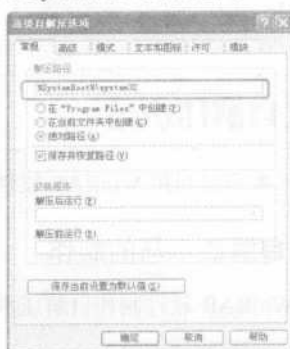 高级自解压选项
常规 高级 模式 文本和图标 许可 模块
解压路径
%SystemRoot%\system32
在“Program Files”中创建(P)
在当前文件夹中创建(C)
绝对路径(A)
保存并恢复路径(V)
安装程序
解压后运行(R)
解压前运行(E)
保存当前设置为默认值(S)
确定 取消 帮助